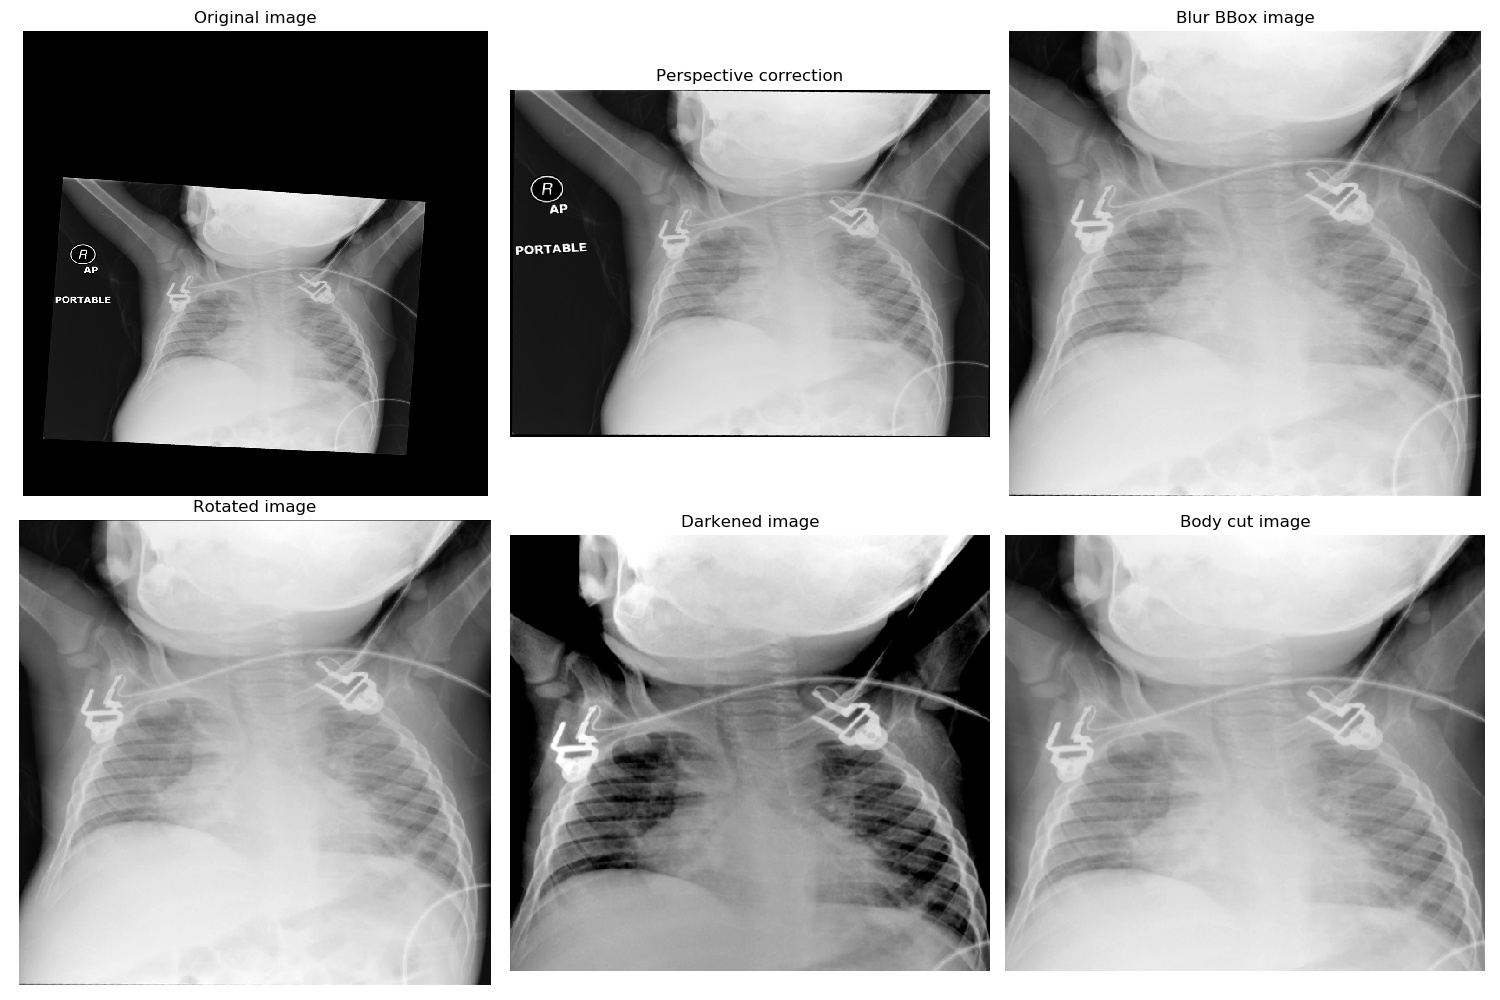 Original image
Perspective correction
Blur BBox image
R
AP
PORTABLE
R
AP
PORTABLE
Rotated image
Darkened image
Body cut image